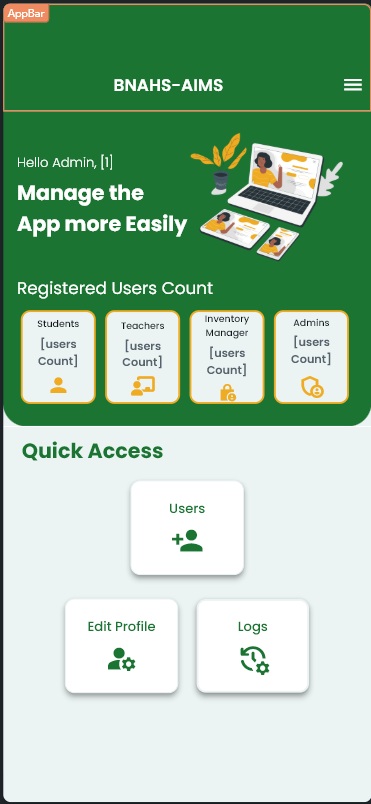 AppBar
BNAHS-AIMS
Hello Admin, [1]
Manage the
App more Easily
Registered Users Count
Students
[users
Count]
Teachers
[users
Count]
Inventory
Manager
[users
Count]
Admins
[users
Count]
Quick Access
Users
Edit Profile
Logs